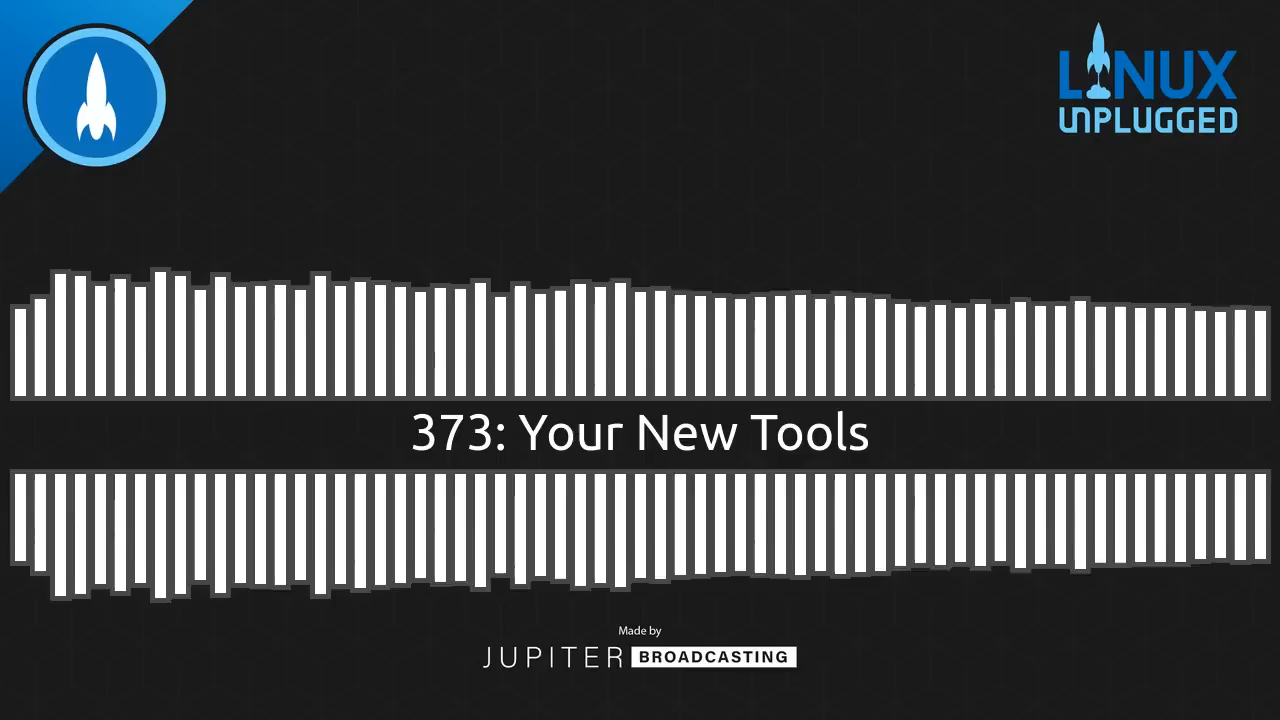 LINUX
UNPLUGGED
373: Your New Tools
Made by
JUPITER BROADCASTING